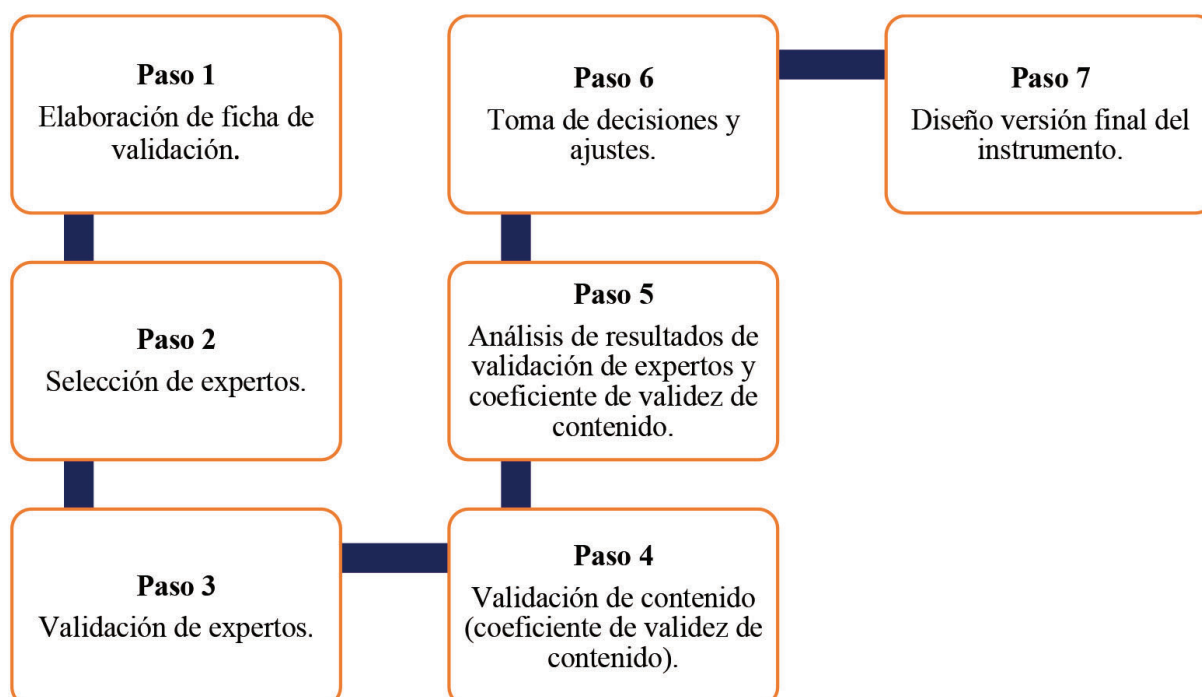 Paso 1
Elaboración de ficha de
validación.
Paso 2
Selección de expertos.
Paso 3
Validación de expertos.
Paso 4
Validación de contenido
(coeficiente de validez de
contenido).
Paso 5
Análisis de resultados de
validación de expertos y
coeficiente de validez de
contenido.
Paso 6
Toma de decisiones y
ajustes.
Paso 7
Diseño versión final del
instrumento.